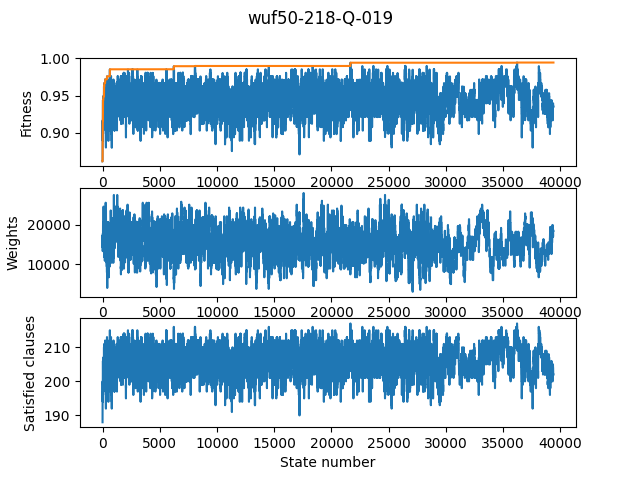 wuf50-218-Q-019
1.00
0.95
0.90
Fitness
0 5000 10000 15000 20000 25000 30000 35000 40000
20000
10000
Weights
0 5000 10000 15000 20000 25000 30000 35000 40000
210
200
190
Satisfied clauses
0 5000 10000 15000 20000 25000 30000 35000 40000
State number